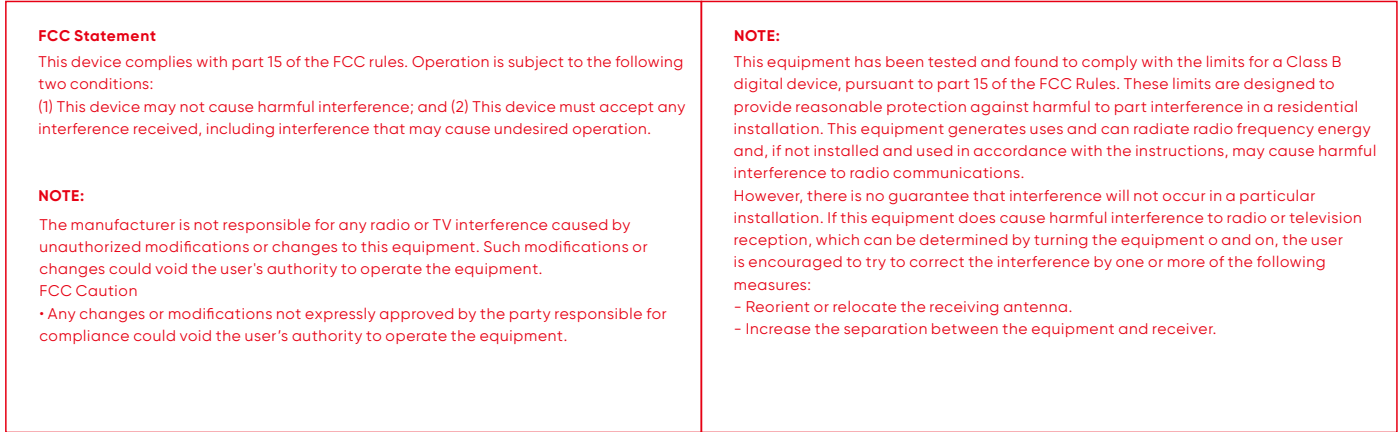 FCC Statement
This device complies with part 15 of the FCC rules. Operation is subject to the following
two conditions:
(1) This device may not cause harmful interference; and (2) This device must accept any
interference received, including interference that may cause undesired operation.
NOTE:
The manufacturer is not responsible for any radio or TV interference caused by
unauthorized modifications or changes to this equipment. Such modifications or
changes could void the user's authority to operate the equipment.
FCC Caution
• Any changes or modifications not expressly approved by the party responsible for
compliance could void the user’s authority to operate the equipment.
NOTE:
This equipment has been tested and found to comply with the limits for a Class B
digital device, pursuant to part 15 of the FCC Rules. These limits are designed to
provide reasonable protection against harmful to part interference in a residential
installation. This equipment generates uses and can radiate radio frequency energy
and, if not installed and used in accordance with the instructions, may cause harmful
interference to radio communications.
However, there is no guarantee that interference will not occur in a particular
installation. If this equipment does cause harmful interference to radio or television
reception, which can be determined by turning the equipment o and on, the user
is encouraged to try to correct the interference by one or more of the following
measures:
- Reorient or relocate the receiving antenna.
- Increase the separation between the equipment and receiver.